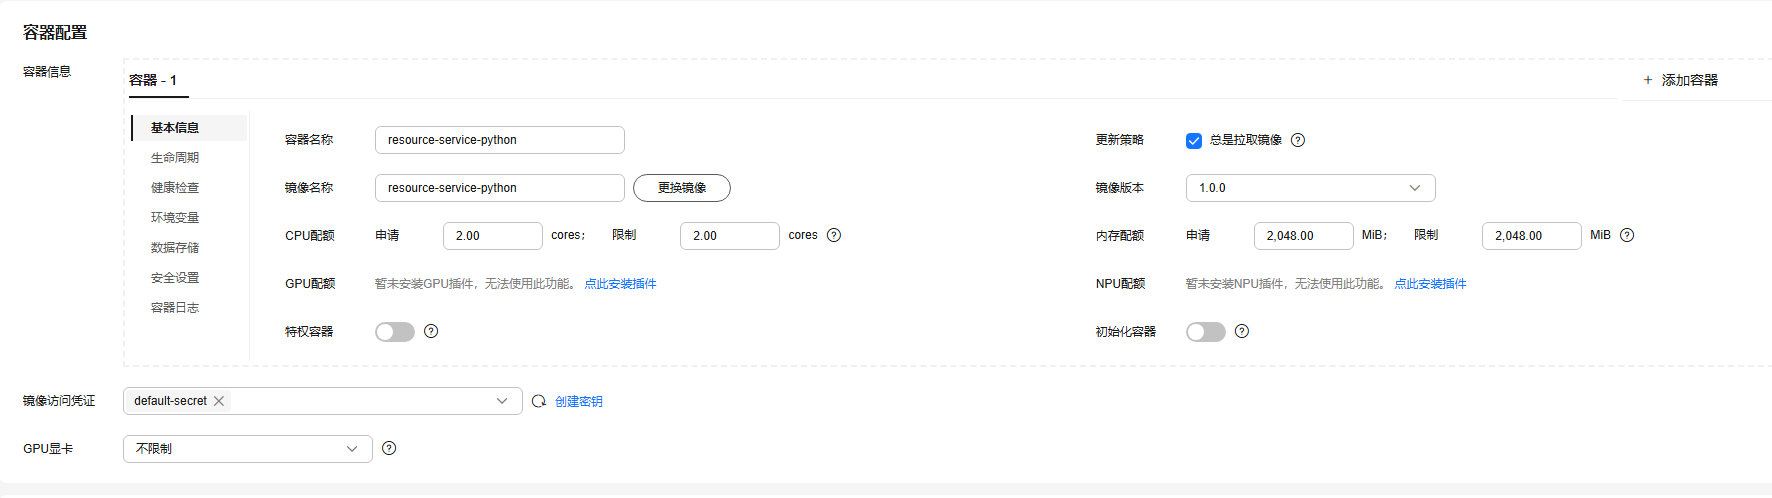 容器配置
容器信息
容器 - 1
+ 添加容器
基本信息
生命周期
健康检查
环境变量
数据存储
安全设置
容器日志
容器名称 resource-service-python 更新策略 总是拉取镜像 ?
镜像名称 resource-service-python 更换镜像 镜像版本 1.0.0
CPU配额 申请 2.00 cores; 限制 2.00 cores ? 内存配额 申请 2,048.00 MiB; 限制 2,048.00 MiB ?
GPU配额 暂未安装GPU插件，无法使用此功能。 点此安装插件 NPU配额 暂未安装NPU插件，无法使用此功能。 点此安装插件
特权容器 ? 初始化容器 ?
镜像访问凭证 default-secret 创建密钥
GPU显卡 不限制 ?